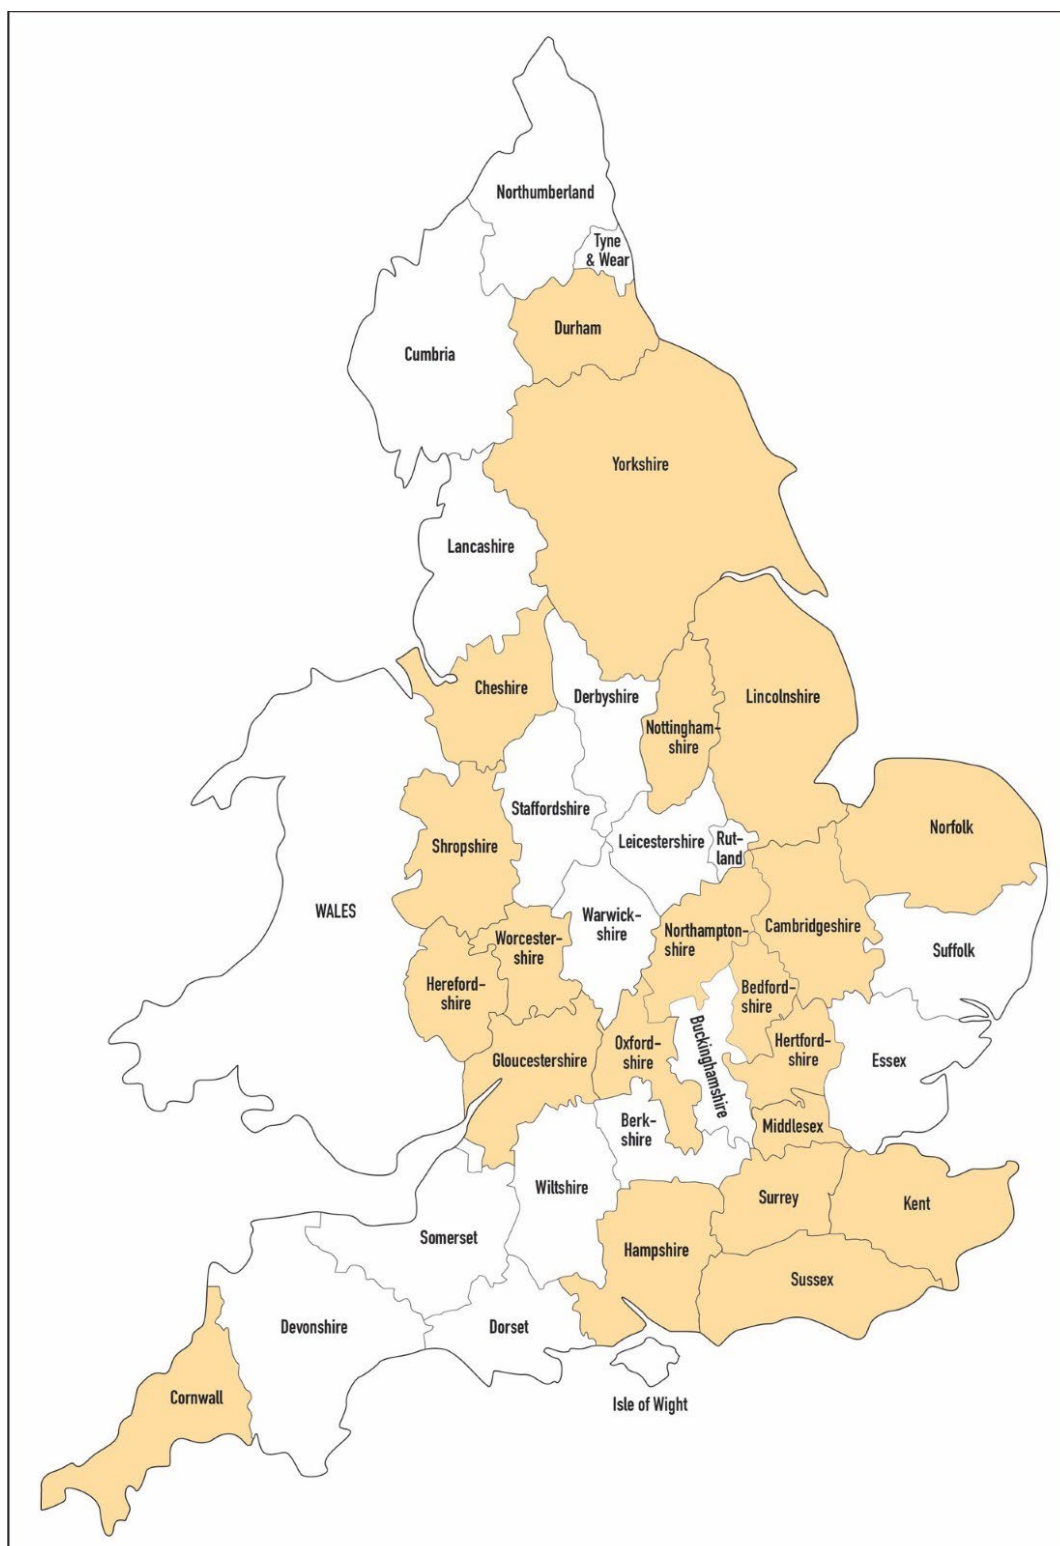 Northumberland
Tyne
& Wear
Durham
Cumbria
Yorkshire
Lancashire
Cheshire
Derbyshire
Lincolnshire
Nottingham-
shire
Staffordshire
Leicestershire
Rut-
land
Norfolk
Shropshire
WALES
Warwick-
shire
Worcester-
shire
Northampton-
shire
Cambridgeshire
Suffolk
Hereford-
shire
Bedford-
shire
Gloucestershire
Oxford-
shire
Buckinghamshire
Hertford-
shire
Essex
Berk-
shire
Middlesex
Wiltshire
Surrey
Kent
Somerset
Hampshire
Sussex
Devonshire
Dorset
Cornwall
Isle of Wight